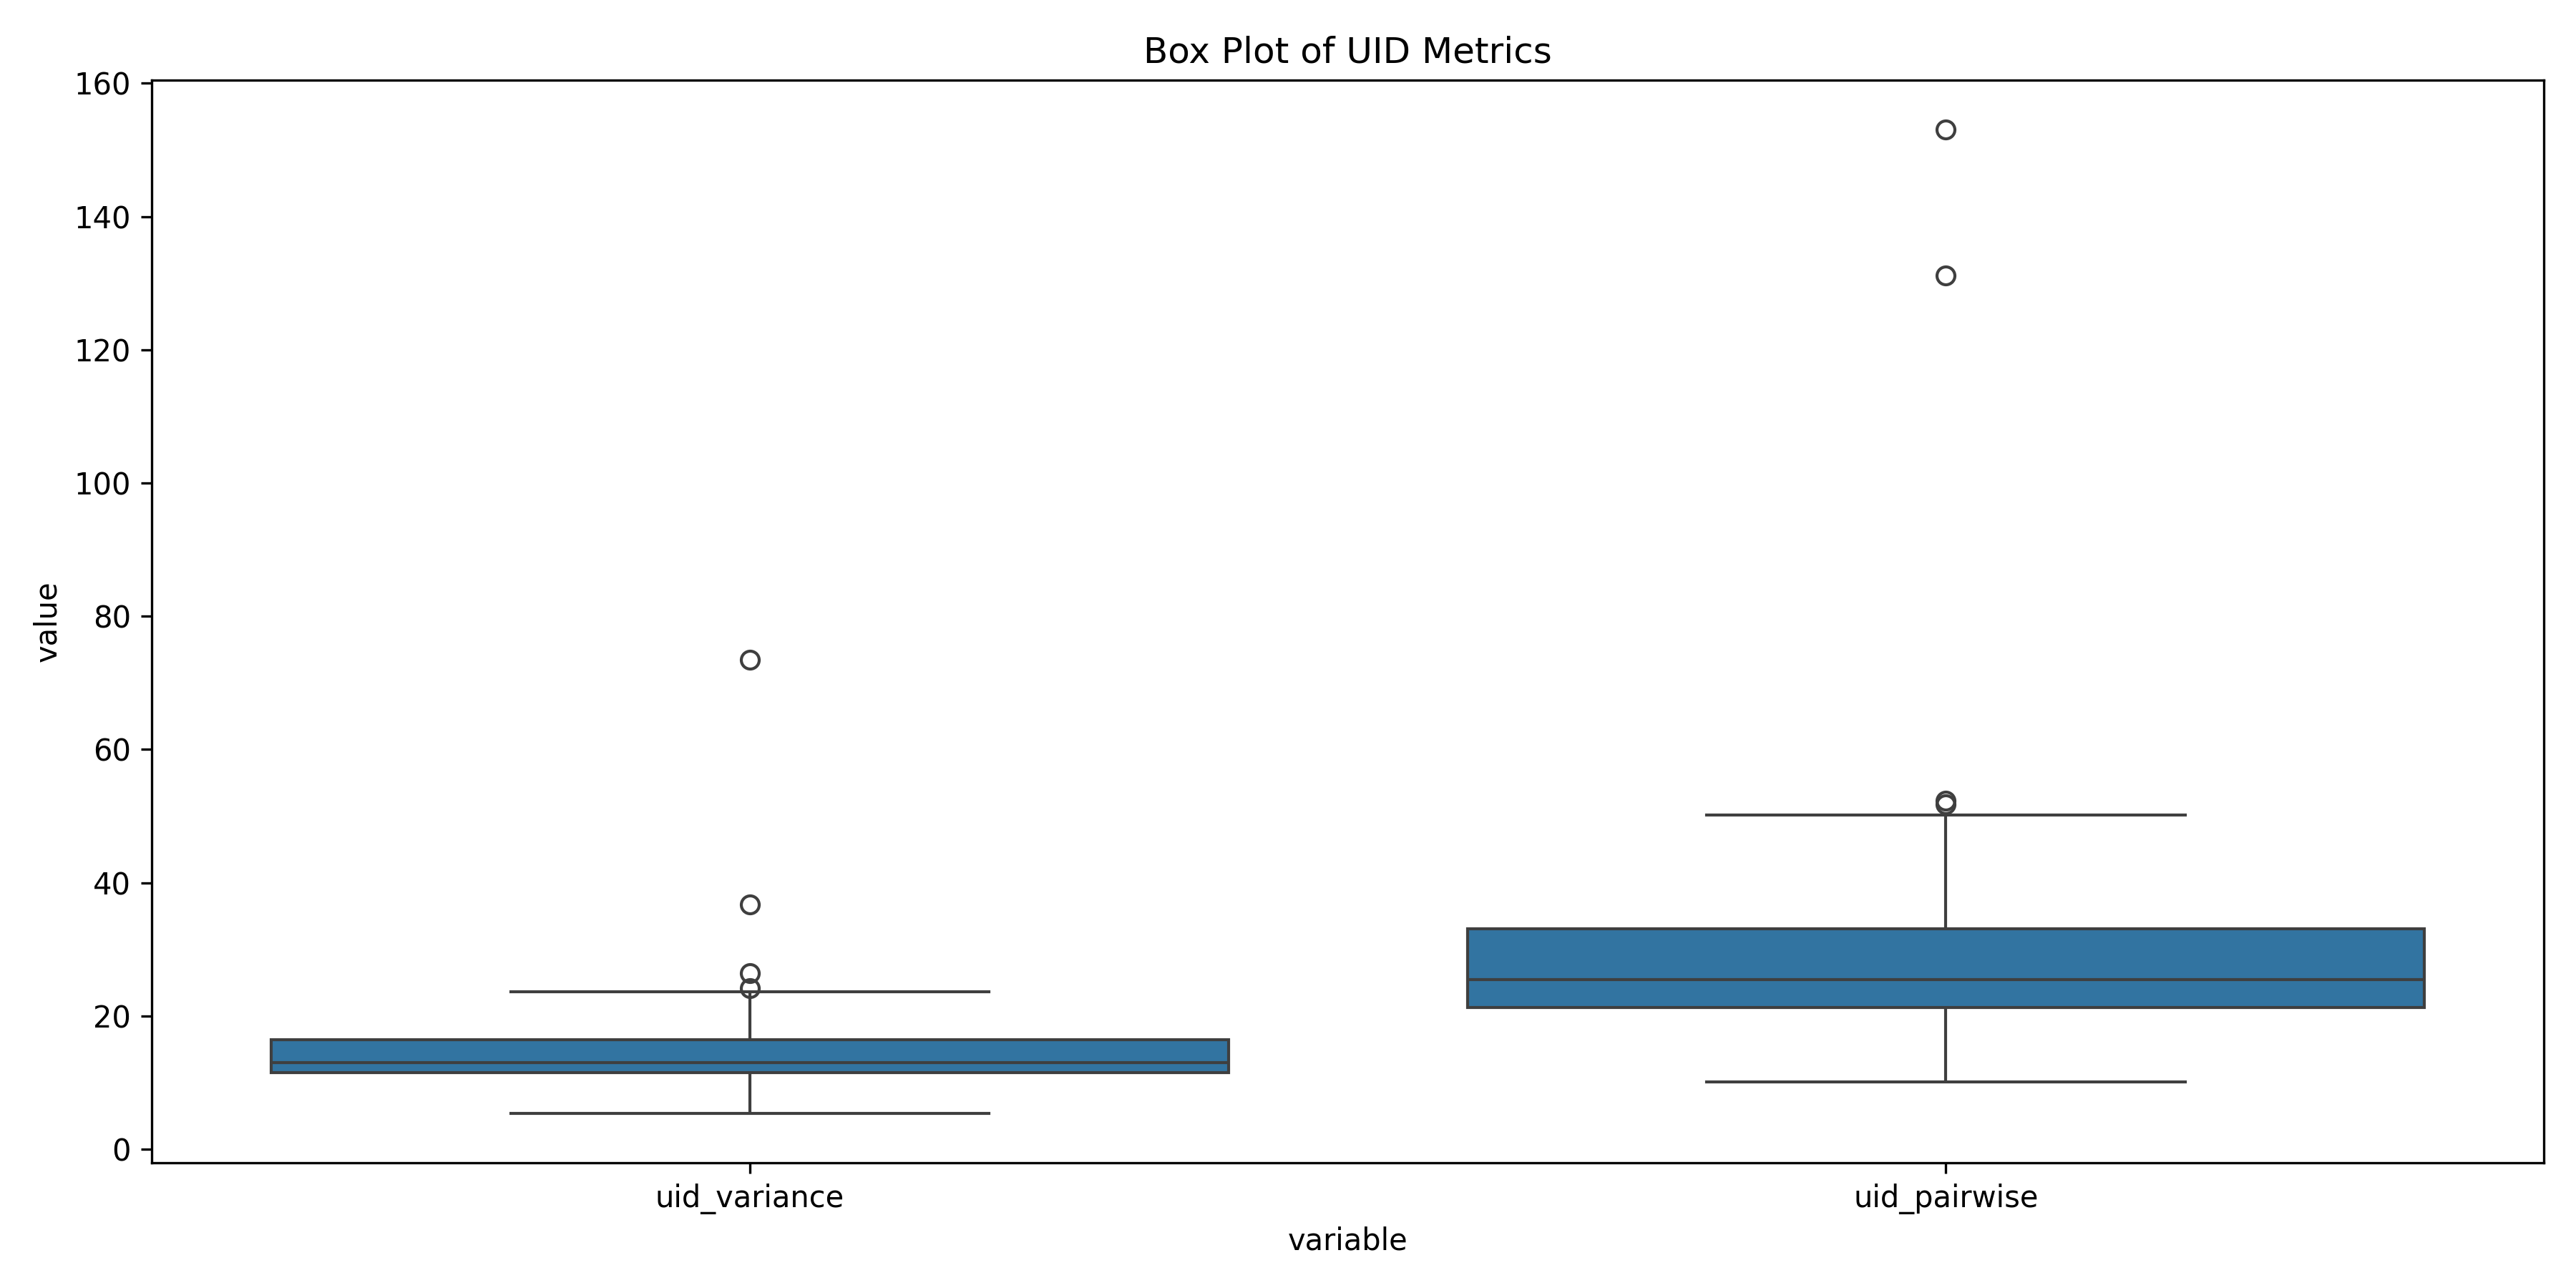 Box Plot of UID Metrics
160
140
120
100
80
60
40
20
0
value
uid_variance
uid_pairwise
variable